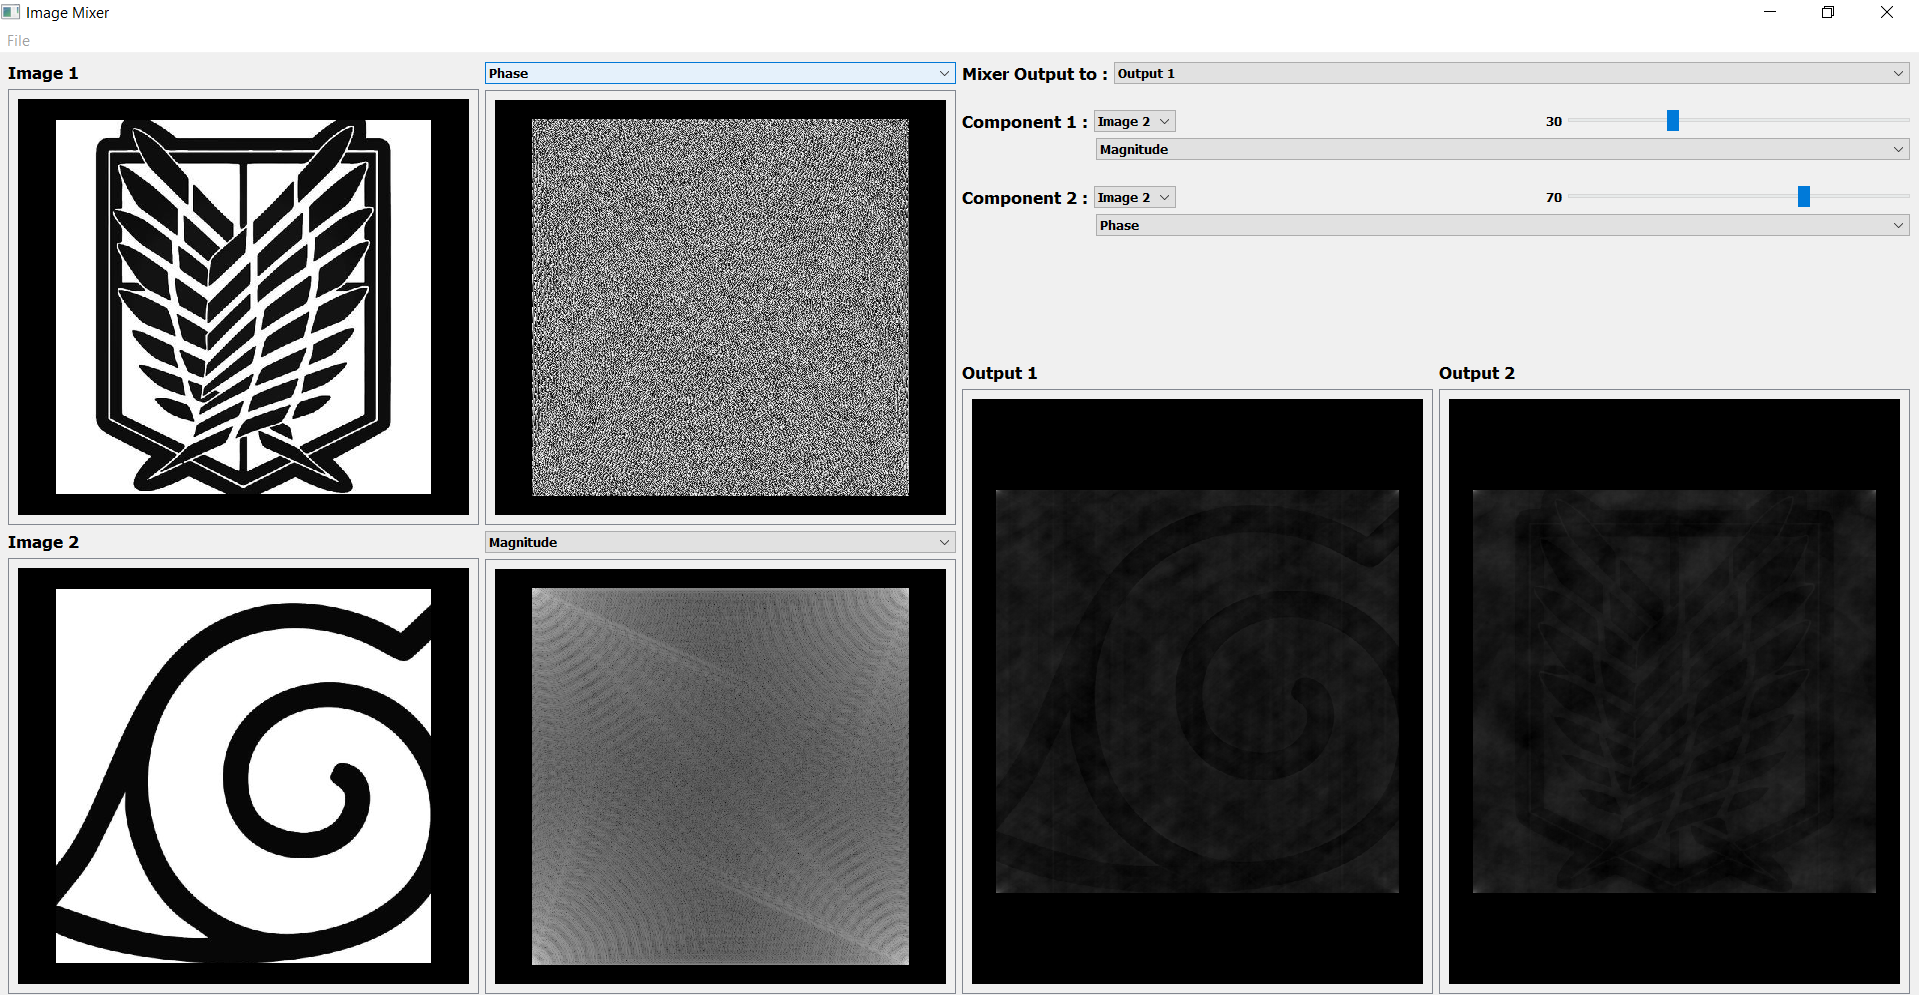 Image Mixer
File
Image 1
Phase
Mixer Output to : Output 1
Component 1 : Image 2 30
Magnitude
Component 2 : Image 2 70
Phase
Output 1 Output 2
Image 2
Magnitude